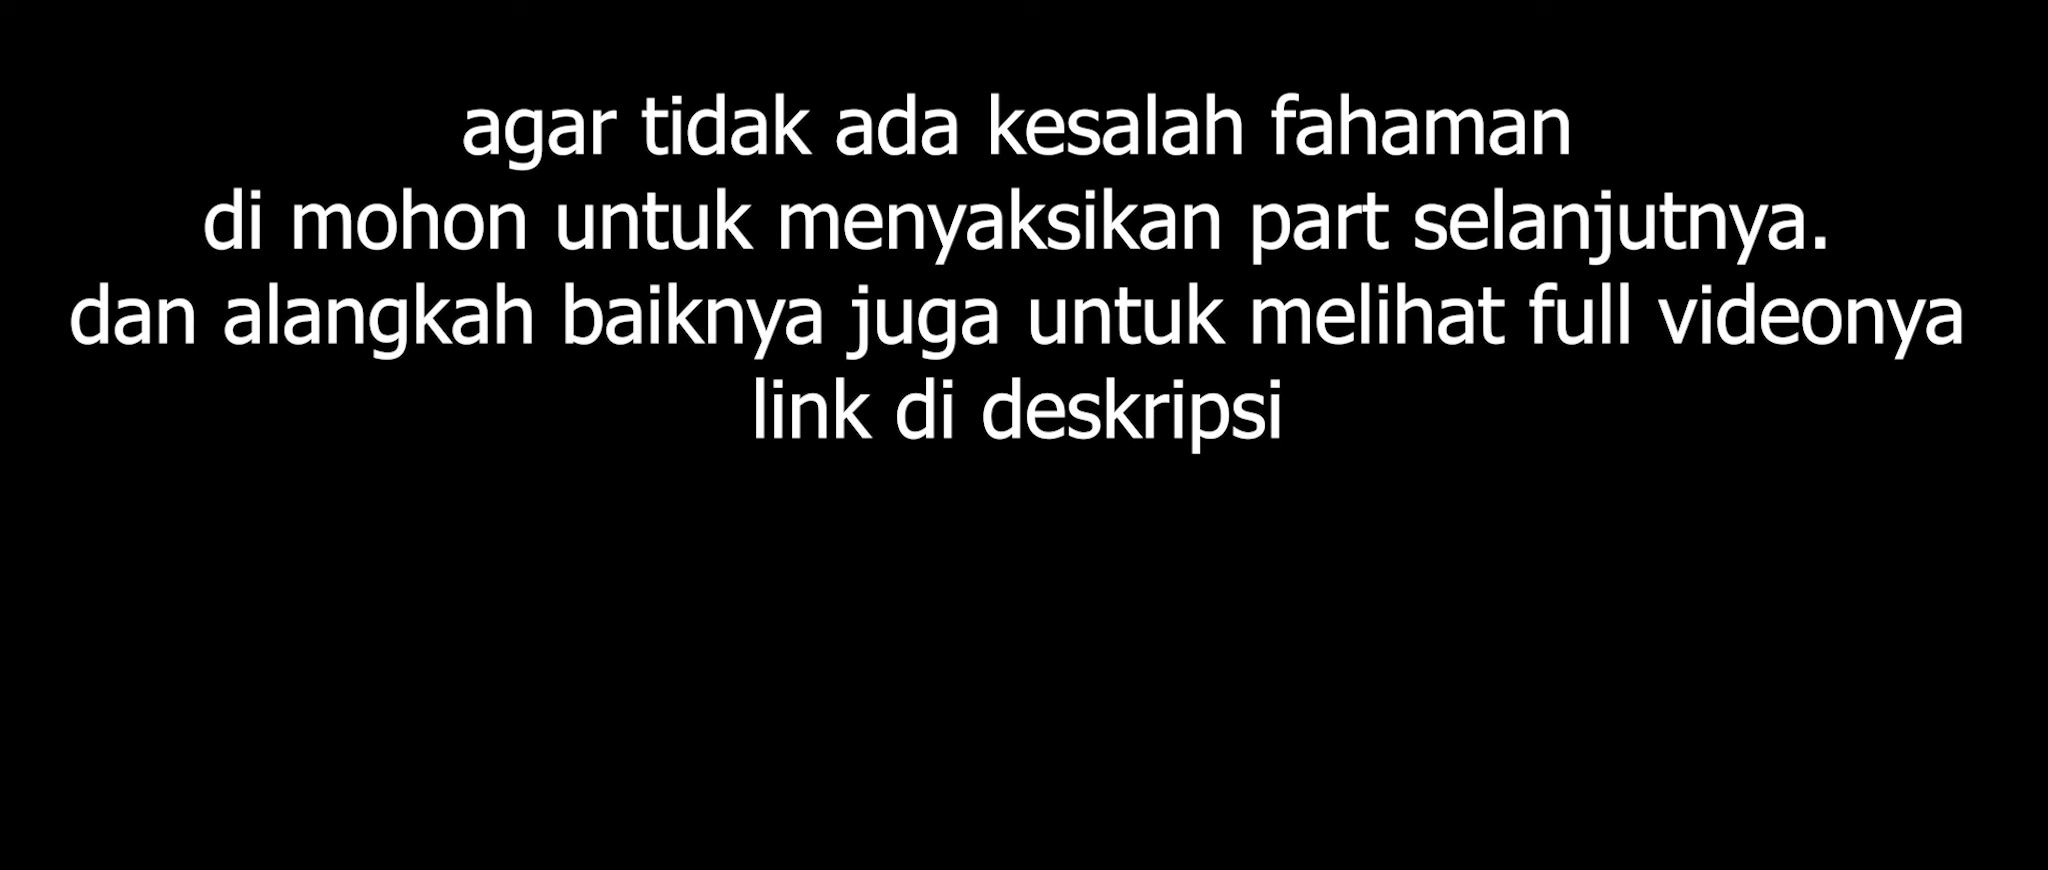 agar tidak ada kesalah fahaman
di mohon untuk menyaksikan part selanjutnya.
dan alangkah baiknya juga untuk melihat full videonya
link di deskripsi